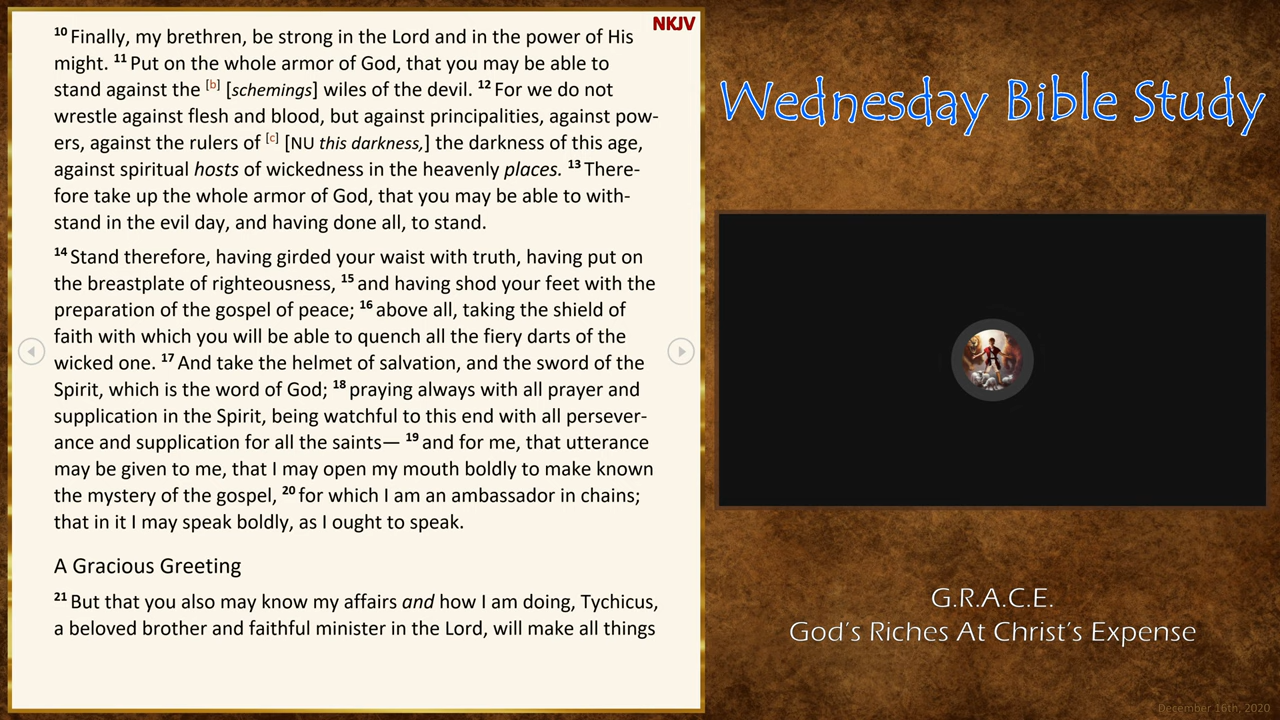 NKJV
10 Finally, my brethren, be strong in the Lord and in the power of His
might. 11 Put on the whole armor of God, that you may be able to
stand against the [b] [schemings] wiles of the devil. 12 For we do not
wrestle against flesh and blood, but against principalities, against pow-
ers, against the rulers of [c] [NU this darkness,] the darkness of this age,
against spiritual hosts of wickedness in the heavenly places. 13 There-
fore take up the whole armor of God, that you may be able to with-
stand in the evil day, and having done all, to stand.
14 Stand therefore, having girded your waist with truth, having put on
the breastplate of righteousness, 15 and having shod your feet with the
preparation of the gospel of peace; 16 above all, taking the shield of
faith with which you will be able to quench all the fiery darts of the
wicked one. 17 And take the helmet of salvation, and the sword of the
Spirit, which is the word of God; 18 praying always with all prayer and
supplication in the Spirit, being watchful to this end with all persever-
ance and supplication for all the saints— 19 and for me, that utterance
may be given to me, that I may open my mouth boldly to make known
the mystery of the gospel, 20 for which I am an ambassador in chains;
that in it I may speak boldly, as I ought to speak.
A Gracious Greeting
21 But that you also may know my affairs and how I am doing, Tychicus,
a beloved brother and faithful minister in the Lord, will make all things
Wednesday Bible Study
G.R.A.C.E.
God's Riches At Christ's Expense
December 16th, 2020